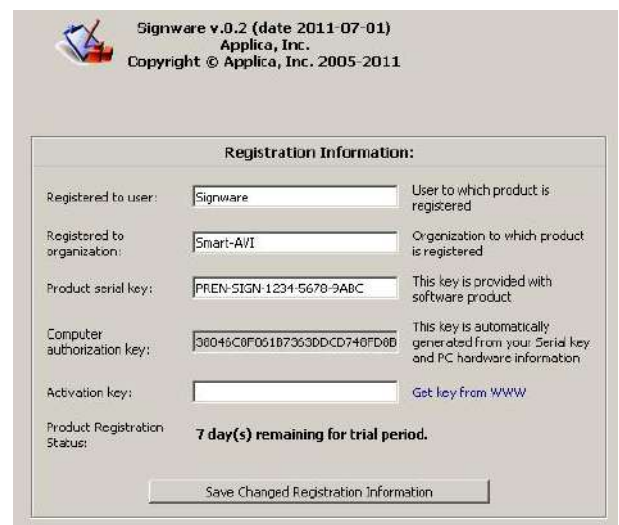 Signware v.0.2 (date 2011-07-01)
Applica, Inc.
Copyright © Applica, Inc. 2005-2011
Registration Information:
Registered to user:
Signware
User to which product is
registered
Registered to
organization:
Smart-AVI
Organization to which product
is registered
Product serial key:
PREN-SIGN-1234-5678-9ABC
This key is provided with
software product
Computer
authorization key:
This key is automatically
generated from your Serial key
and PC hardware information
Activation key:
Get key from WWW
Product Registration
Status:
7 day(s) remaining for trial period.
Save Changed Registration Information